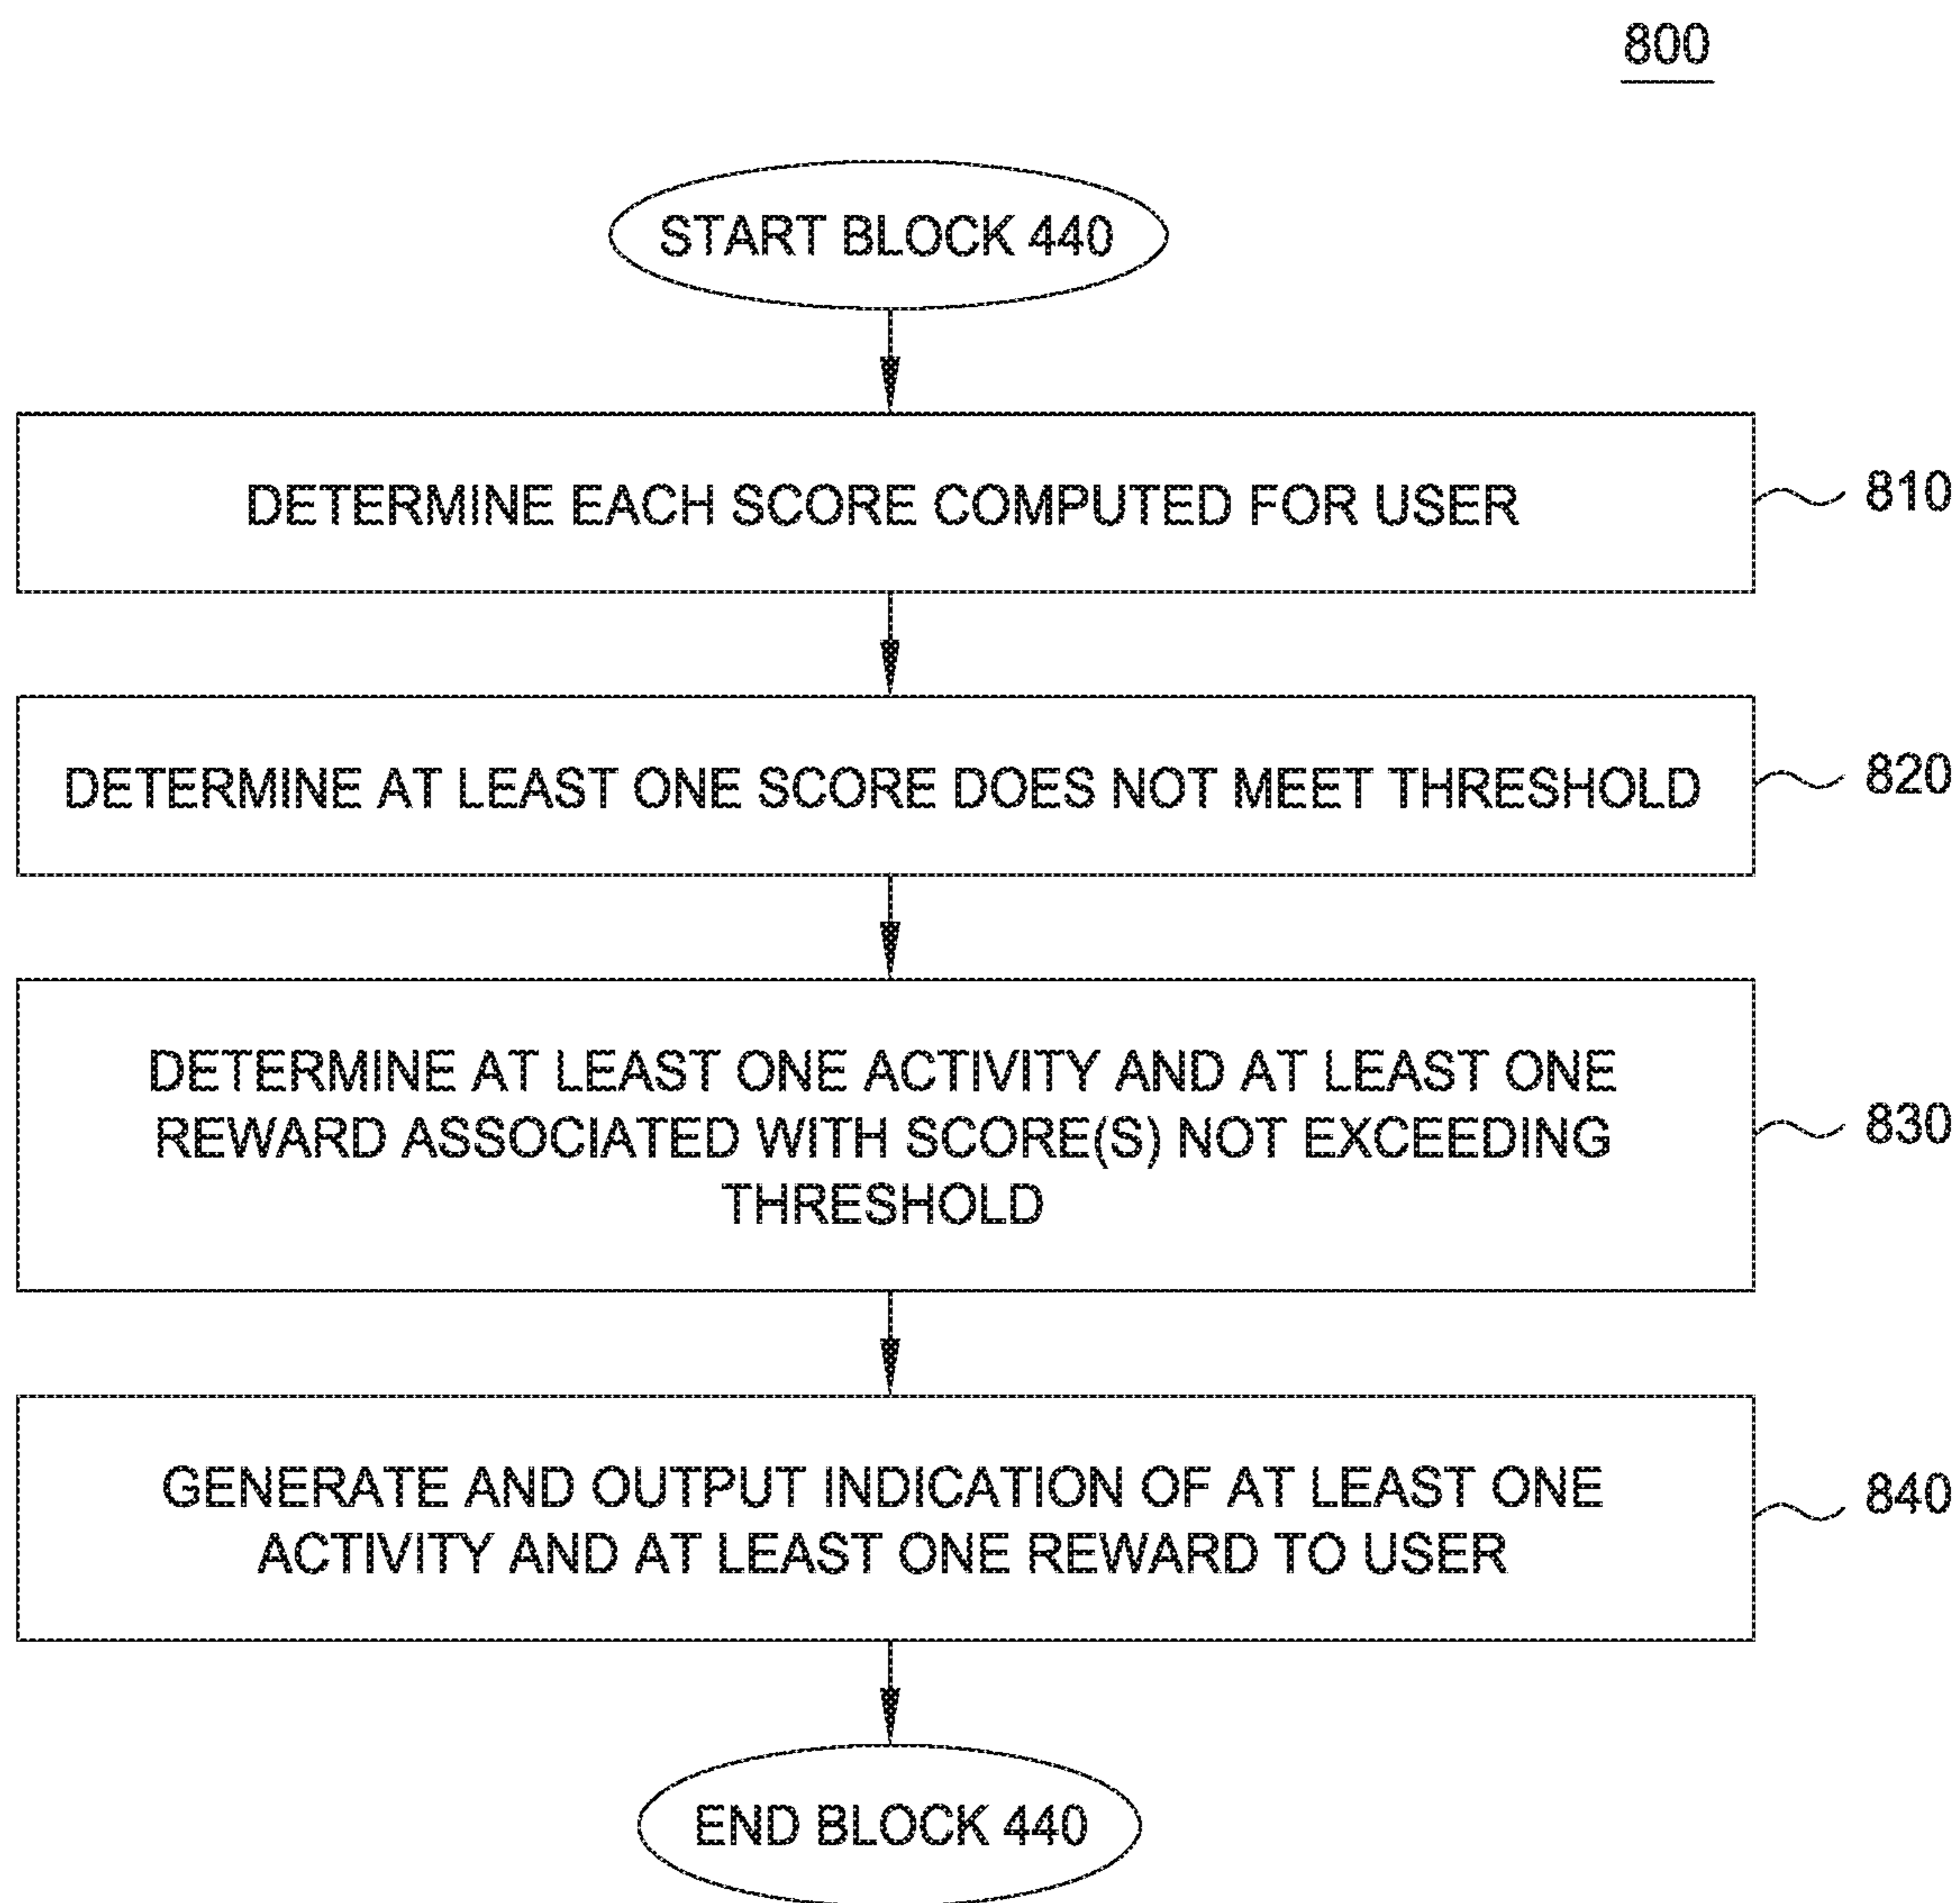 800
START BLOCK 440
DETERMINE EACH SCORE COMPUTED FOR USER
810
DETERMINE AT LEAST ONE SCORE DOES NOT MEET THRESHOLD
820
DETERMINE AT LEAST ONE ACTIVITY AND AT LEAST ONE
REWARD ASSOCIATED WITH SCORE(S) NOT EXCEEDING
THRESHOLD
830
GENERATE AND OUTPUT INDICATION OF AT LEAST ONE
ACTIVITY AND AT LEAST ONE REWARD TO USER
840
END BLOCK 440